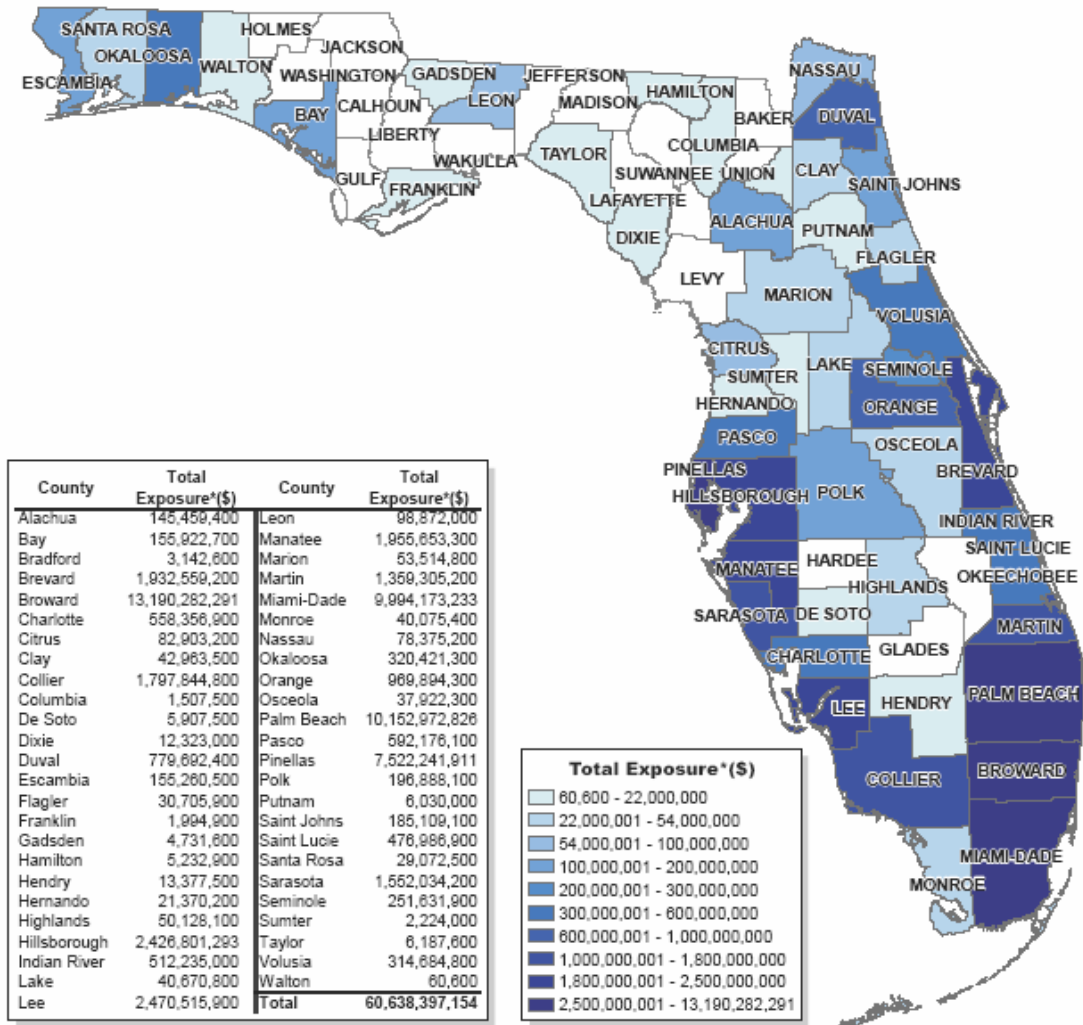 SANTA ROSA
HOLMES
JACKSON
OKALOOSA
WALTON
WASHINGTON
GADSDEN
JEFFERSON
NASSAU
ESCAMBIA
CALHOUN
LEON
MADISON
HAMILTON
BAKER
DUVAL
BAY
LIBERTY
COLUMBIA
WAKULLA
TAYLOR
SUWANNEE
UNION
CLAY
SAINT JOHNS
GULF
FRANKLIN
LAFAYETTE
ALACHUA
PUTNAM
DIXIE
FLAGLER
LEVY
MARION
VOLUSIA
CITRUS
LAKE
SEMINOLE
SUMTER
HERNANDO
ORANGE
PASCO
OSCEOLA
PINELLAS
BREVARD
HILLSBOROUGH
POLK
INDIAN RIVER
SAINT LUCIE
MANATEE
HARDEE
OKEECHOBEE
HIGHLANDS
SARASOTA
DE SOTO
MARTIN
CHARLOTTE
GLADES
PALM BEACH
LEE
HENDRY
COLLIER
BROWARD
MIAMI-DADE
MONROE
County Total Exposure*($) County Total Exposure*($)
Alachua 145,459,400 Leon 98,872,000
Bay 155,922,700 Manatee 1,955,653,300
Bradford 3,142,600 Marion 53,514,800
Brevard 1,932,559,200 Martin 1,359,305,200
Broward 13,190,282,291 Miami-Dade 9,994,173,233
Charlotte 558,356,900 Monroe 40,075,400
Citrus 82,903,200 Nassau 78,375,200
Clay 42,963,500 Okaloosa 320,421,300
Collier 1,797,844,800 Orange 969,894,300
Columbia 1,507,500 Osceola 37,922,300
De Soto 5,907,500 Palm Beach 10,152,972,826
Dixie 12,323,000 Pasco 592,176,100
Duval 779,692,400 Pinellas 7,522,241,911
Escambia 155,260,500 Polk 196,888,100
Flagler 30,705,900 Putnam 6,030,000
Franklin 1,994,900 Saint Johns 185,109,100
Gadsden 4,731,600 Saint Lucie 476,986,900
Hamilton 5,232,900 Santa Rosa 29,072,500
Hendry 13,377,500 Sarasota 1,552,034,200
Hernando 21,370,200 Seminole 251,631,900
Highlands 50,128,100 Sumter 2,224,000
Hillsborough 2,426,801,293 Taylor 6,187,600
Indian River 512,235,000 Volusia 314,684,800
Lake 40,670,800 Walton 60,600
Lee 2,470,515,900 Total 60,638,397,154
Total Exposure*($)
60,600 - 22,000,000
22,000,001 - 54,000,000
54,000,001 - 100,000,000
100,000,001 - 200,000,000
200,000,001 - 300,000,000
300,000,001 - 600,000,000
600,000,001 - 1,000,000,000
1,000,000,001 - 1,800,000,000
1,800,000,001 - 2,500,000,000
2,500,000,001 - 13,190,282,291